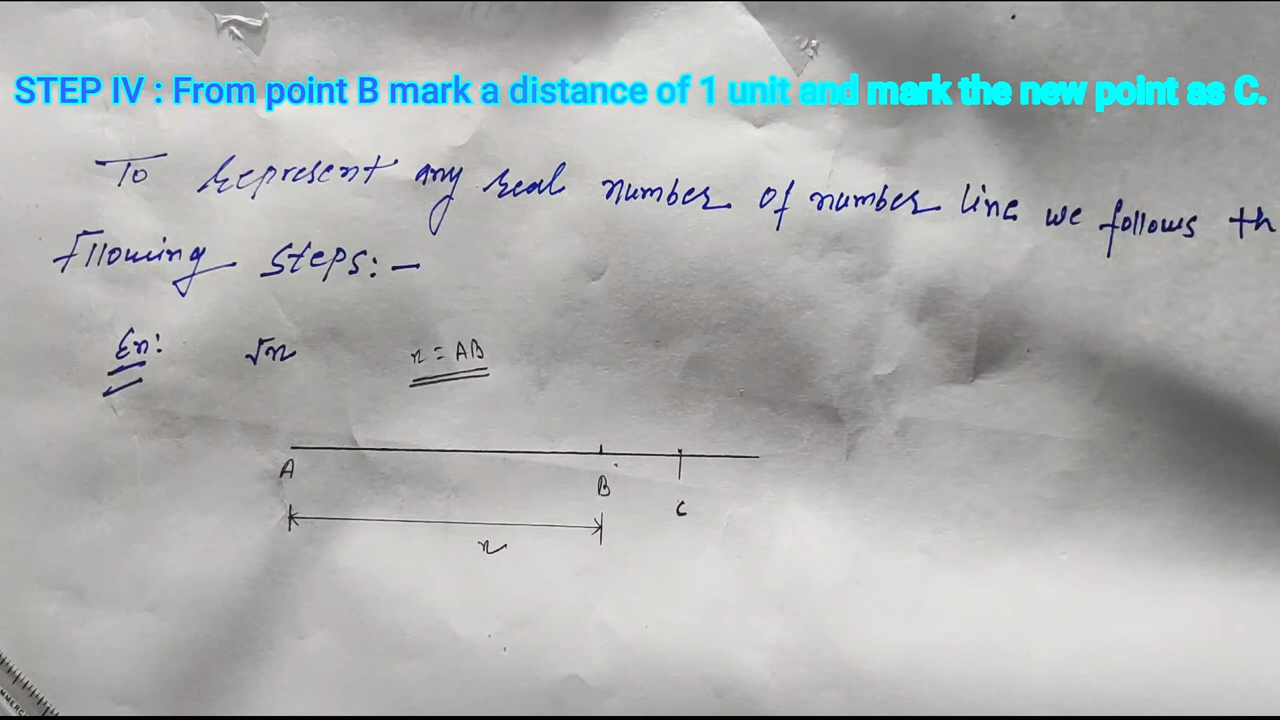 STEP IV : From point B mark a distance of 1 unit and mark the new point as C.
To represent any real number of number line we follows th
follouing steps:-
Ex: √x x = AB
A B C
x